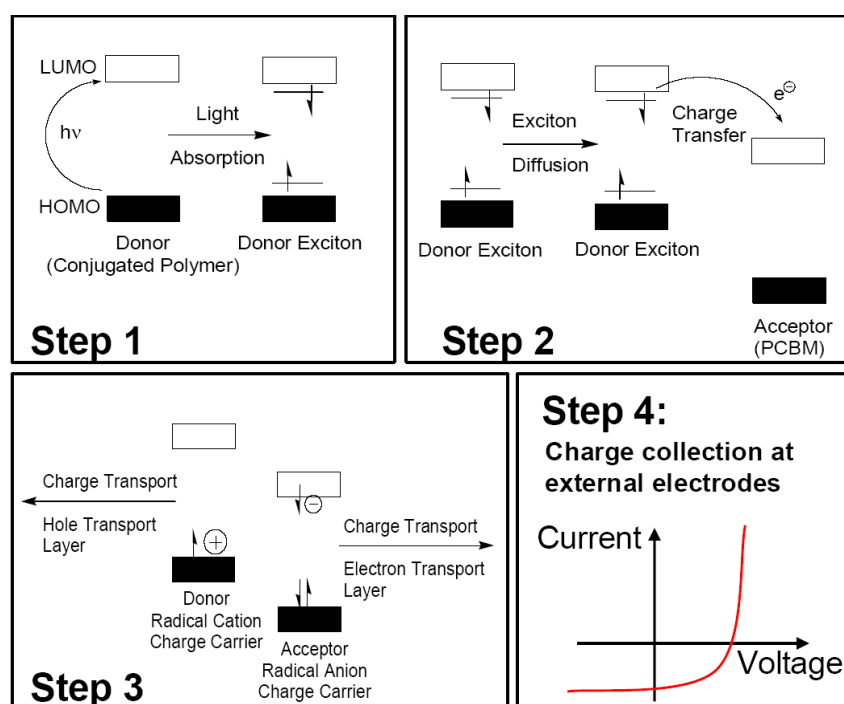 LUMO
hν
HOMO
Light
Absorption
Donor
(Conjugated Polymer)
Donor Exciton
Step 1
Exciton
Diffusion
Charge
Transfer
e⊖
Donor Exciton
Donor Exciton
Acceptor
(PCBM)
Step 2
Charge Transport
Hole Transport
Layer
+
Donor
Radical Cation
Charge Carrier
−
Charge Transport
Electron Transport
Layer
Acceptor
Radical Anion
Charge Carrier
Step 3
Step 4:
Charge collection at
external electrodes
Current
Voltage